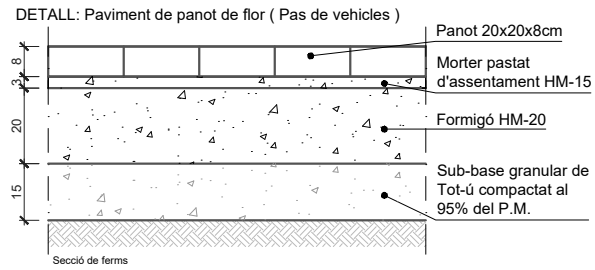 DETALL: Paviment de panot de flor ( Pas de vehicles )
Panot 20x20x8cm
8
Morter pastat
d'assentament HM-15
3
20
Formigó HM-20
Sub-base granular de
Tot-ú compactat al
95% del P.M.
15
Secció de ferms